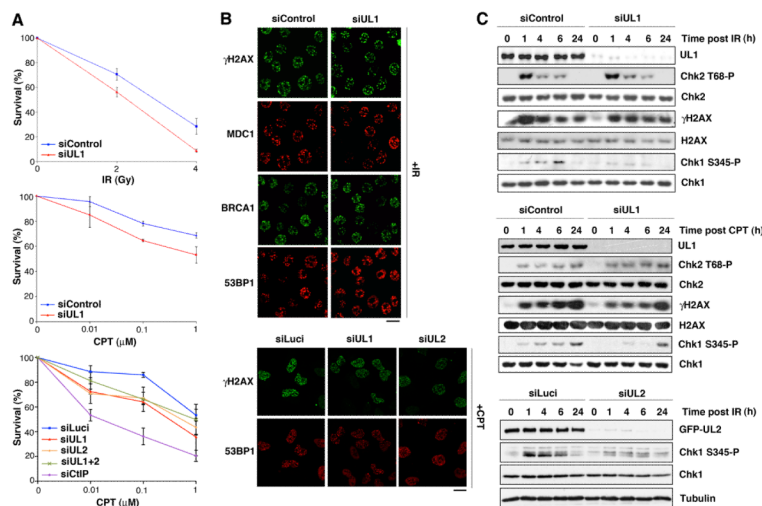 A
Survival (%)
100
80
60
40
20
0
siControl
siUL1
0
2
4
IR (Gy)
Survival (%)
100
80
60
40
20
0
siControl
siUL1
0
0.01
0.1
1
CPT (µM)
Survival (%)
100
80
60
40
20
0
siLuci
siUL1
siUL2
siUL1+2
siCtIP
0
0.01
0.1
1
CPT (µM)
B
siControl siUL1
γH2AX
MDC1
BRCA1
53BP1
+IR
siLuci siUL1 siUL2
γH2AX
53BP1
+CPT
C
siControl siUL1
0 1 4 6 24 0 1 4 6 24 Time post IR (h)
UL1
Chk2 T68-P
Chk2
γH2AX
H2AX
Chk1 S345-P
Chk1
siControl siUL1
0 1 4 6 24 0 1 4 6 24 Time post CPT (h)
UL1
Chk2 T68-P
Chk2
γH2AX
H2AX
Chk1 S345-P
Chk1
siLuci siUL2
0 1 4 6 24 0 1 4 6 24 Time post IR (h)
GFP-UL2
Chk1 S345-P
Chk1
Tubulin